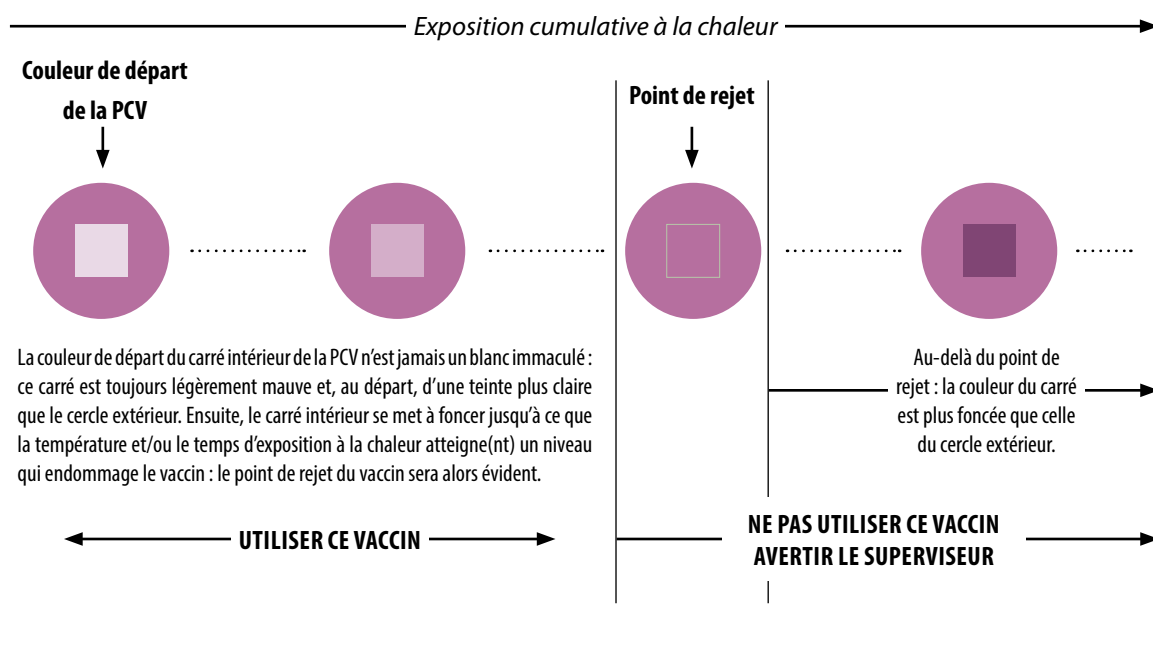 Exposition cumulative à la chaleur
Couleur de départ
de la PCV
Point de rejet
La couleur de départ du carré intérieur de la PCV n’est jamais un blanc immaculé :
ce carré est toujours légèrement mauve et, au départ, d’une teinte plus claire
que le cercle extérieur. Ensuite, le carré intérieur se met à foncer jusqu’à ce que
la température et/ou le temps d’exposition à la chaleur atteigne(nt) un niveau
qui endommage le vaccin : le point de rejet du vaccin sera alors évident.
Au-delà du point de
rejet : la couleur du carré
est plus foncée que celle
du cercle extérieur.
UTILISER CE VACCIN
NE PAS UTILISER CE VACCIN
AVERTIR LE SUPERVISEUR